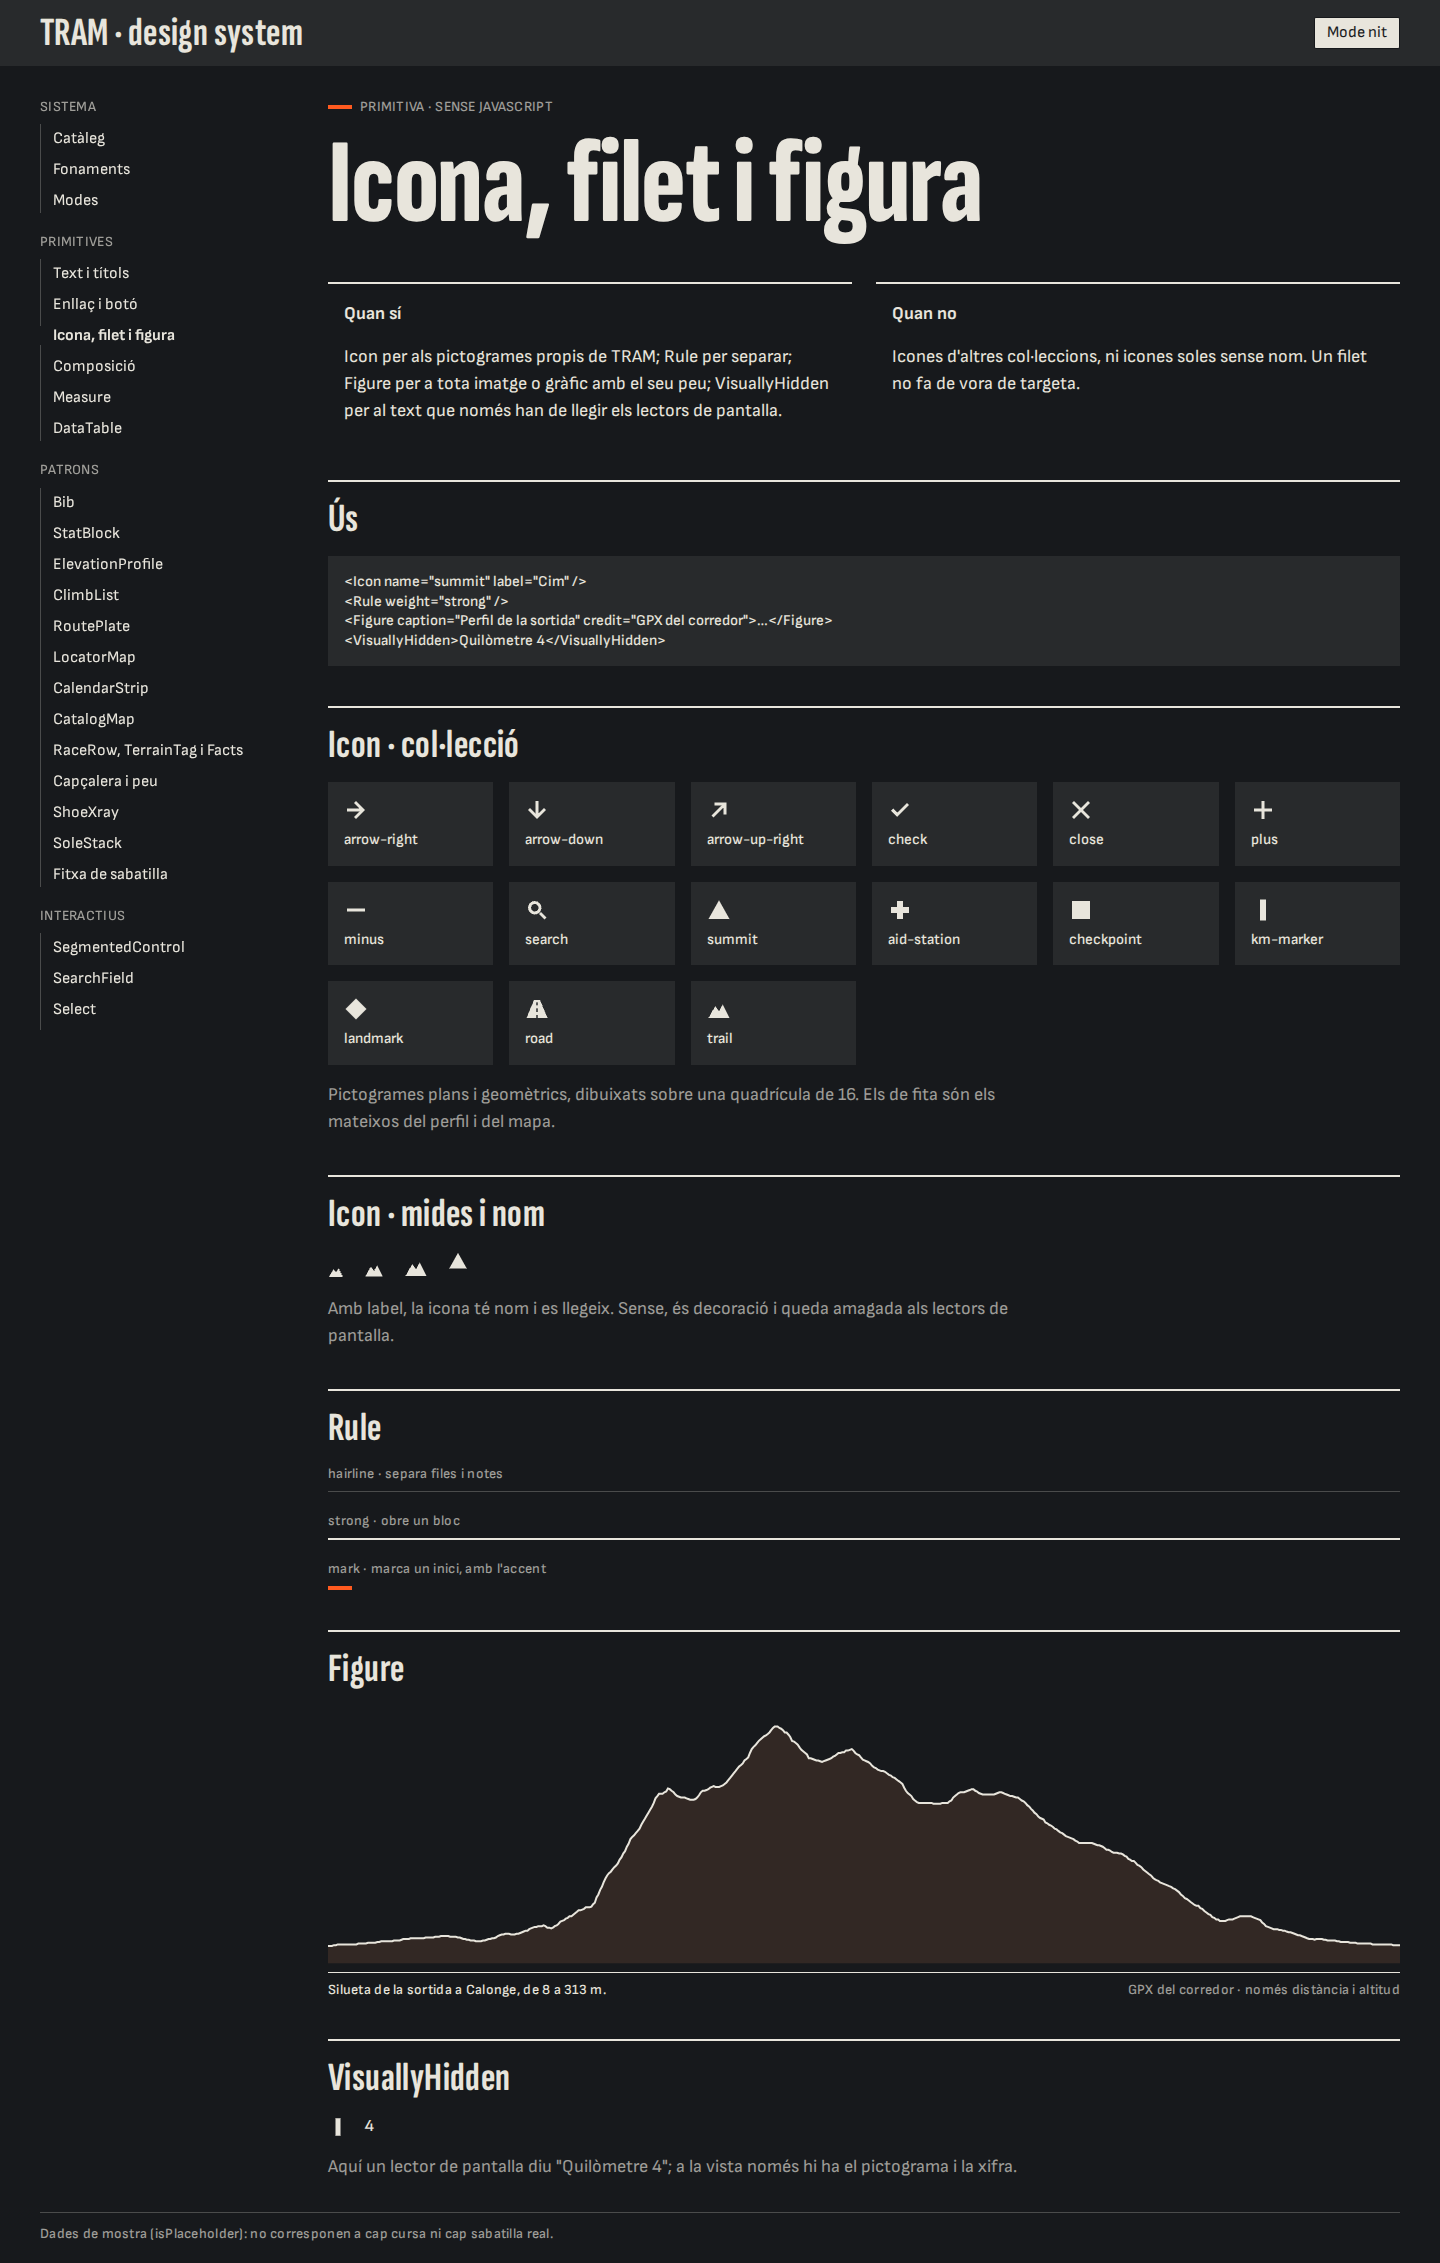 TRAM · design system
Mode nit
SISTEMA
Catàleg
Fonaments
Modes
PRIMITIVES
Text i títols
Enllaç i botó
Icona, filet i figura
Composició
Measure
DataTable
PATRONS
Bib
StatBlock
ElevationProfile
ClimbList
RoutePlate
LocatorMap
CalendarStrip
CatalogMap
RaceRow, TerrainTag i Facts
Capçalera i peu
ShoeXray
SoleStack
Fitxa de sabatilla
INTERACTIUS
SegmentedControl
SearchField
Select
PRIMITIVA · SENSE JAVASCRIPT
Icona, filet i figura
Quan sí
Icon per als pictogrames propis de TRAM; Rule per separar;
Figure per a tota imatge o gràfic amb el seu peu; VisuallyHidden
per al text que només han de llegir els lectors de pantalla.
Quan no
Icones d'altres col·leccions, ni icones soles sense nom. Un filet
no fa de vora de targeta.
Ús
<Icon name="summit" label="Cim" />
<Rule weight="strong" />
<Figure caption="Perfil de la sortida" credit="GPX del corredor">…</Figure>
<VisuallyHidden>Quilòmetre 4</VisuallyHidden>
Icon · col·lecció
arrow-right
arrow-down
arrow-up-right
check
close
plus
minus
search
summit
aid-station
checkpoint
km-marker
landmark
road
trail
Pictogrames plans i geomètrics, dibuixats sobre una quadrícula de 16. Els de fita són els
mateixos del perfil i del mapa.
Icon · mides i nom
Amb label, la icona té nom i es llegeix. Sense, és decoració i queda amagada als lectors de
pantalla.
Rule
hairline · separa files i notes
strong · obre un bloc
mark · marca un inici, amb l'accent
Figure
Silueta de la sortida a Calonge, de 8 a 313 m.
GPX del corredor · només distància i altitud
VisuallyHidden
4
Aquí un lector de pantalla diu "Quilòmetre 4"; a la vista només hi ha el pictograma i la xifra.
Dades de mostra (isPlaceholder): no corresponen a cap cursa ni cap sabatilla real.